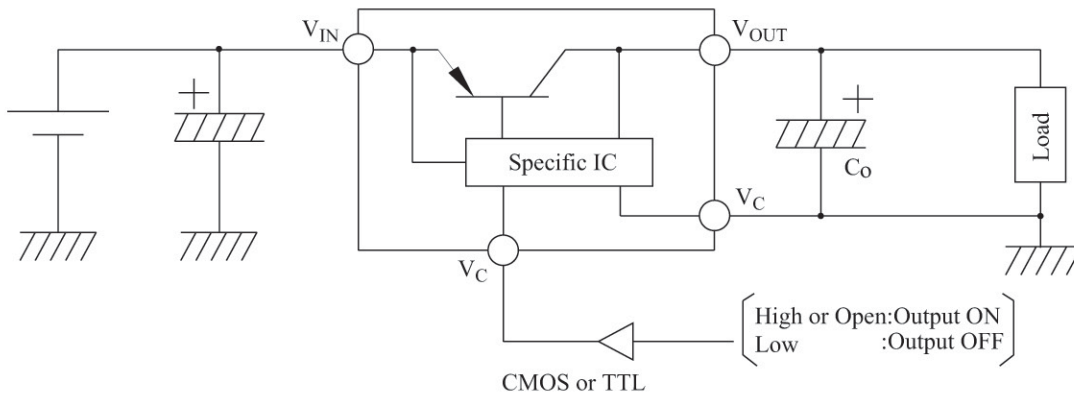 V_IN
V_OUT
+
+
Specific IC
Load
Co
V_C
V_C
High or Open:Output ON
Low :Output OFF
CMOS or TTL